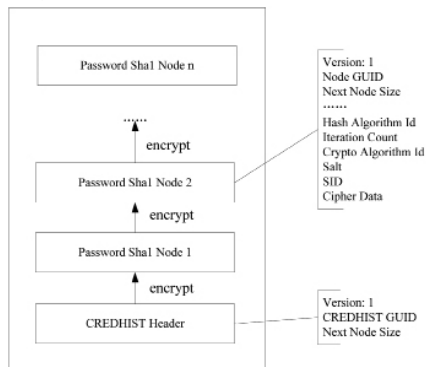 Password Sha1 Node n
......
encrypt
Password Sha1 Node 2
encrypt
Password Sha1 Node 1
encrypt
CREDHIST Header
Version: 1
Node GUID
Next Node Size
......
Hash Algorithm Id
Iteration Count
Crypto Algorithm Id
Salt
SID
Cipher Data
Version: 1
CREDHIST GUID
Next Node Size